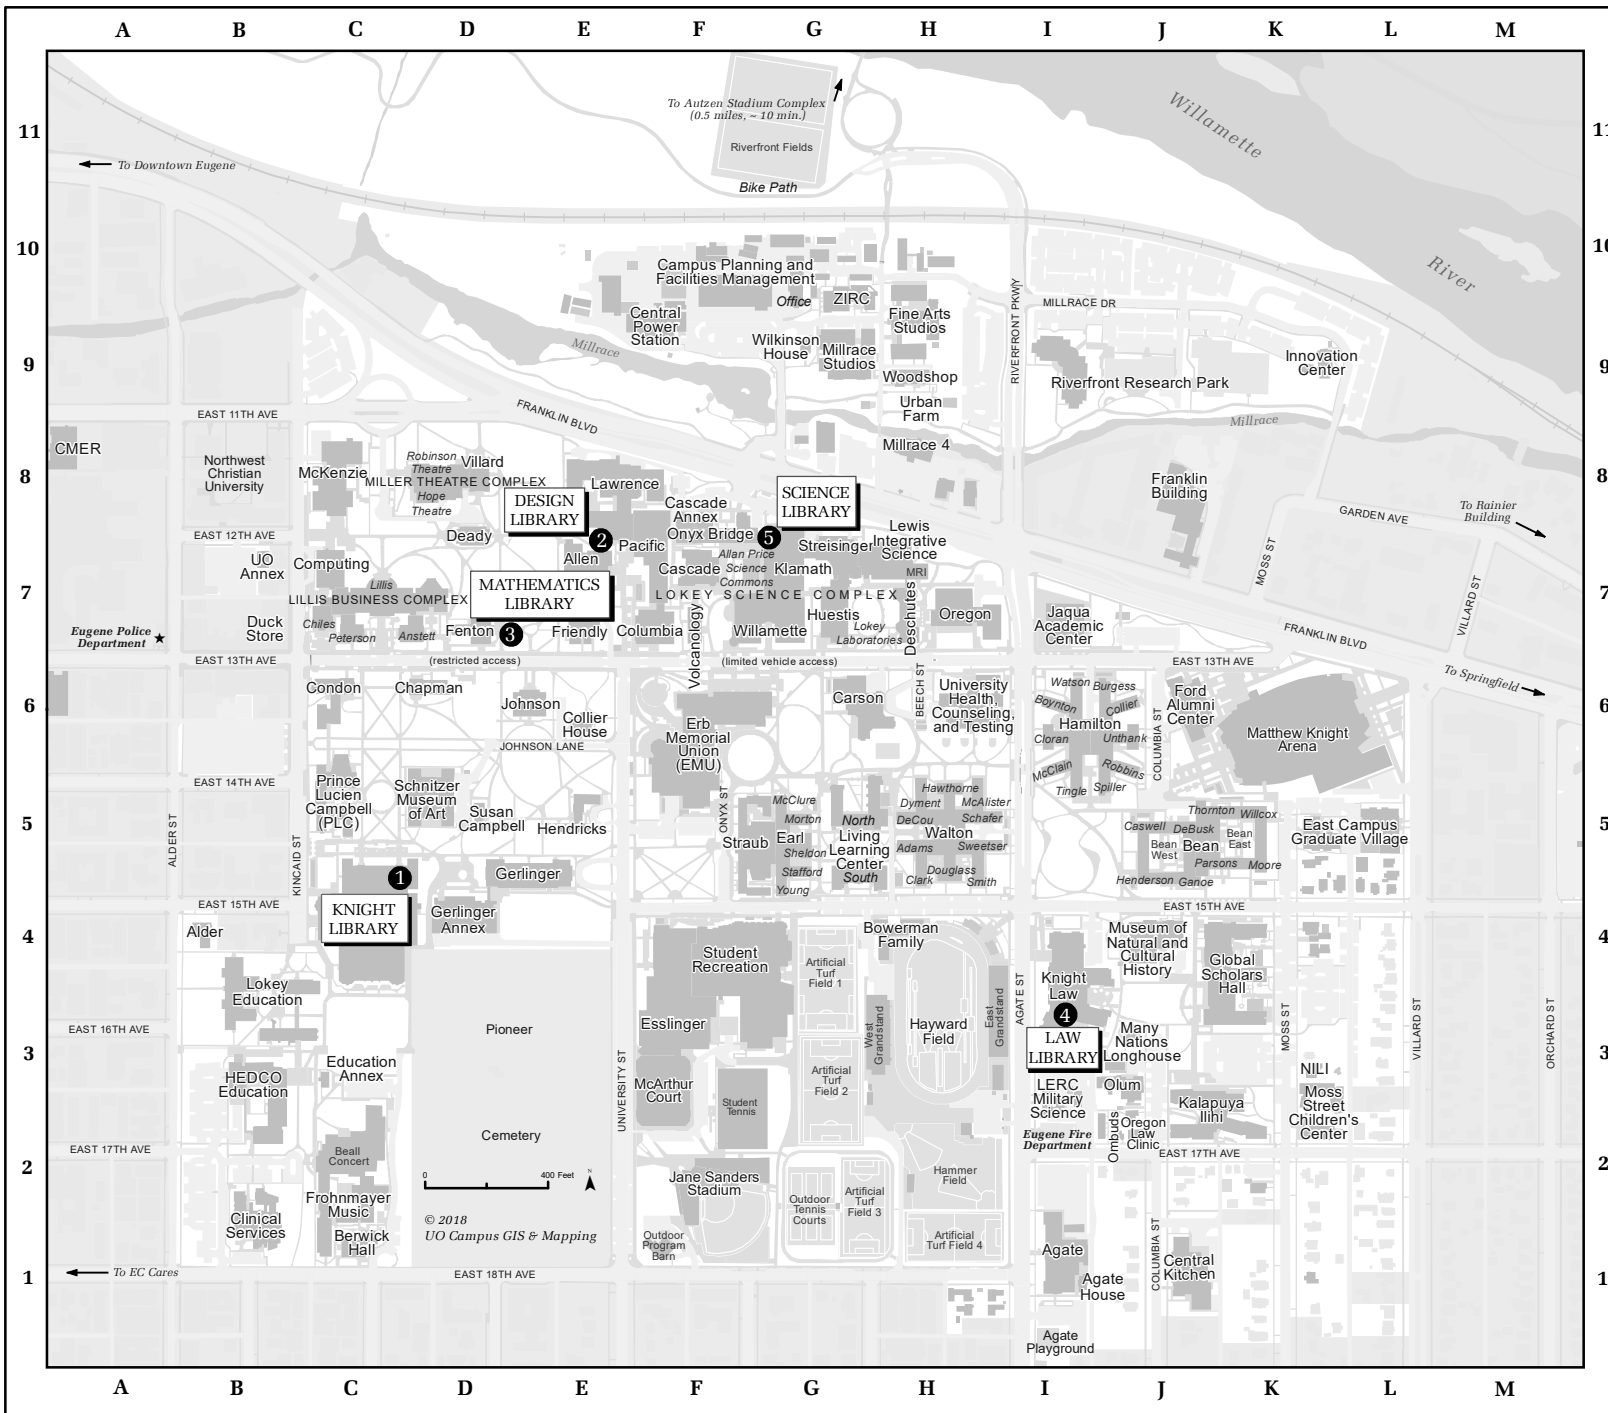 A B C D E F G H I J K L M
11
11
10
10
9
9
8
8
7
7
6
6
5
5
4
4
3
3
2
2
1
1
To Autzen Stadium Complex
(0.5 miles, ~ 10 min.)
Riverfront Fields
Bike Path
Willamette
River
To Downtown Eugene
Campus Planning and
Facilities Management
Office
ZIRC
Central
Power
Station
Fine Arts
Studios
RIVERFRONT PKWY
MILLRACE DR
Millrace
Wilkinson
House
Millrace
Studios
Woodshop
Urban
Farm
Millrace 4
Innovation
Center
Riverfront Research Park
Millrace
EAST 11TH AVE
FRANKLIN BLVD
CMER
Northwest
Christian
University
McKenzie
Robinson
Theatre
Villard
MILLER THEATRE COMPLEX
Hope
Theatre
Lawrence
DESIGN
LIBRARY
SCIENCE
LIBRARY
Franklin
Building
GARDEN AVE
To Rainier
Building
EAST 12TH AVE
Deady
2
Cascade
Annex
Onyx Bridge
5
Pacific
Allen
Streisinger
Lewis
Integrative
Science
MRI
UO
Annex
Computing
Lillis
LILLIS BUSINESS COMPLEX
MATHEMATICS
LIBRARY
Cascade
Allan Price
Science
Commons
Klamath
LOKEY SCIENCE COMPLEX
MOSS ST
VILLARD ST
Duck
Store
Chiles
Peterson
Anstett
Fenton
3
Friendly
Columbia
Volcanology
Willamette
Huestis
Lokey
Laboratories
Deschutes
Oregon
Jaqua
Academic
Center
Eugene Police
Department
EAST 13TH AVE
(restricted access)
(limited vehicle access)
EAST 13TH AVE
FRANKLIN BLVD
To Springfield
Condon
Chapman
Johnson
Collier
House
JOHNSON LANE
Erb
Memorial
Union
(EMU)
Carson
BEECH ST
University
Health,
Counseling,
and Testing
Watson
Burgess
Boynton
Collier
Hamilton
Cloran
Unthank
McClain
Robbins
Tingle
Spiller
COLUMBIA ST
Ford
Alumni
Center
Matthew Knight
Arena
EAST 14TH AVE
Prince
Lucien
Campbell
(PLC)
Schnitzer
Museum
of Art
Susan
Campbell
Hendricks
ONYX ST
Straub
McClure
Morton
Earl
Sheldon
Stafford
Young
North
Living
Learning
Center
South
Hawthorne
Dyment
McAlister
DeCou
Schafer
Walton
Adams
Sweetser
Douglass
Clark
Smith
Thornton
Willcox
Caswell
DeBusk
Bean
West
Bean
Bean
East
Parsons
Moore
Henderson
Ganoe
East Campus
Graduate Village
ALDER ST
KINCAID ST
1
Gerlinger
EAST 15TH AVE
KNIGHT
LIBRARY
Gerlinger
Annex
EAST 15TH AVE
Alder
Lokey
Education
Student
Recreation
Artificial
Turf
Field 1
Bowerman
Family
Esslinger
West
Grandstand
Hayward
Field
East
Grandstand
AGATE ST
Knight
Law
4
LAW
LIBRARY
Museum of
Natural and
Cultural
History
Global
Scholars
Hall
Many
Nations
Longhouse
MOSS ST
VILLARD ST
ORCHARD ST
EAST 16TH AVE
Pioneer
Education
Annex
HEDCO
Education
UNIVERSITY ST
McArthur
Court
Student
Tennis
Artificial
Turf
Field 2
LERC
Military
Science
Olum
NILI
Moss
Street
Children's
Center
Kalapuya
Ilihi
Ombuds
Oregon
Law
Clinic
Eugene Fire
Department
EAST 17TH AVE
EAST 17TH AVE
Cemetery
Beall
Concert
0
400 Feet
N
Frohnmayer
Music
Berwick
Hall
Clinical
Services
© 2018
UO Campus GIS & Mapping
Jane Sanders
Stadium
Outdoor
Program
Barn
Outdoor
Tennis
Courts
Artificial
Turf
Field 3
Hammer
Field
Artificial
Turf Field 4
Agate
COLUMBIA ST
Central
Kitchen
Agate
House
Agate
Playground
To EC Cares
EAST 18TH AVE
A B C D E F G H I J K L M